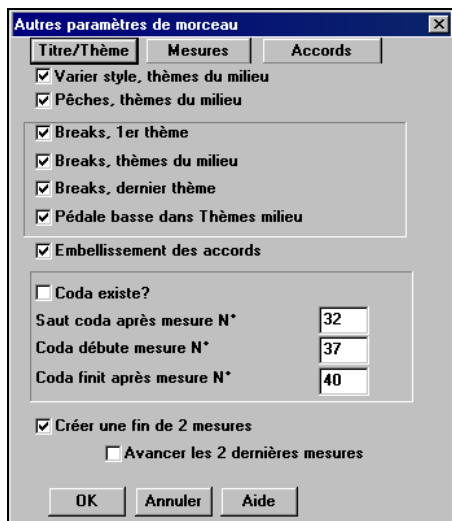 Autres paramètres de morceau
Titre/Thème Mesures Accords
Varier style, thèmes du milieu
Pêches, thèmes du milieu
Breaks, 1er thème
Breaks, thèmes du milieu
Breaks, dernier thème
Pédale basse dans Thèmes milieu
Embellissement des accords
Coda existe?
Saut coda après mesure N° 32
Coda débute mesure N° 37
Coda finit après mesure N° 40
Créer une fin de 2 mesures
Avancer les 2 dernières mesures
OK Annuler Aide